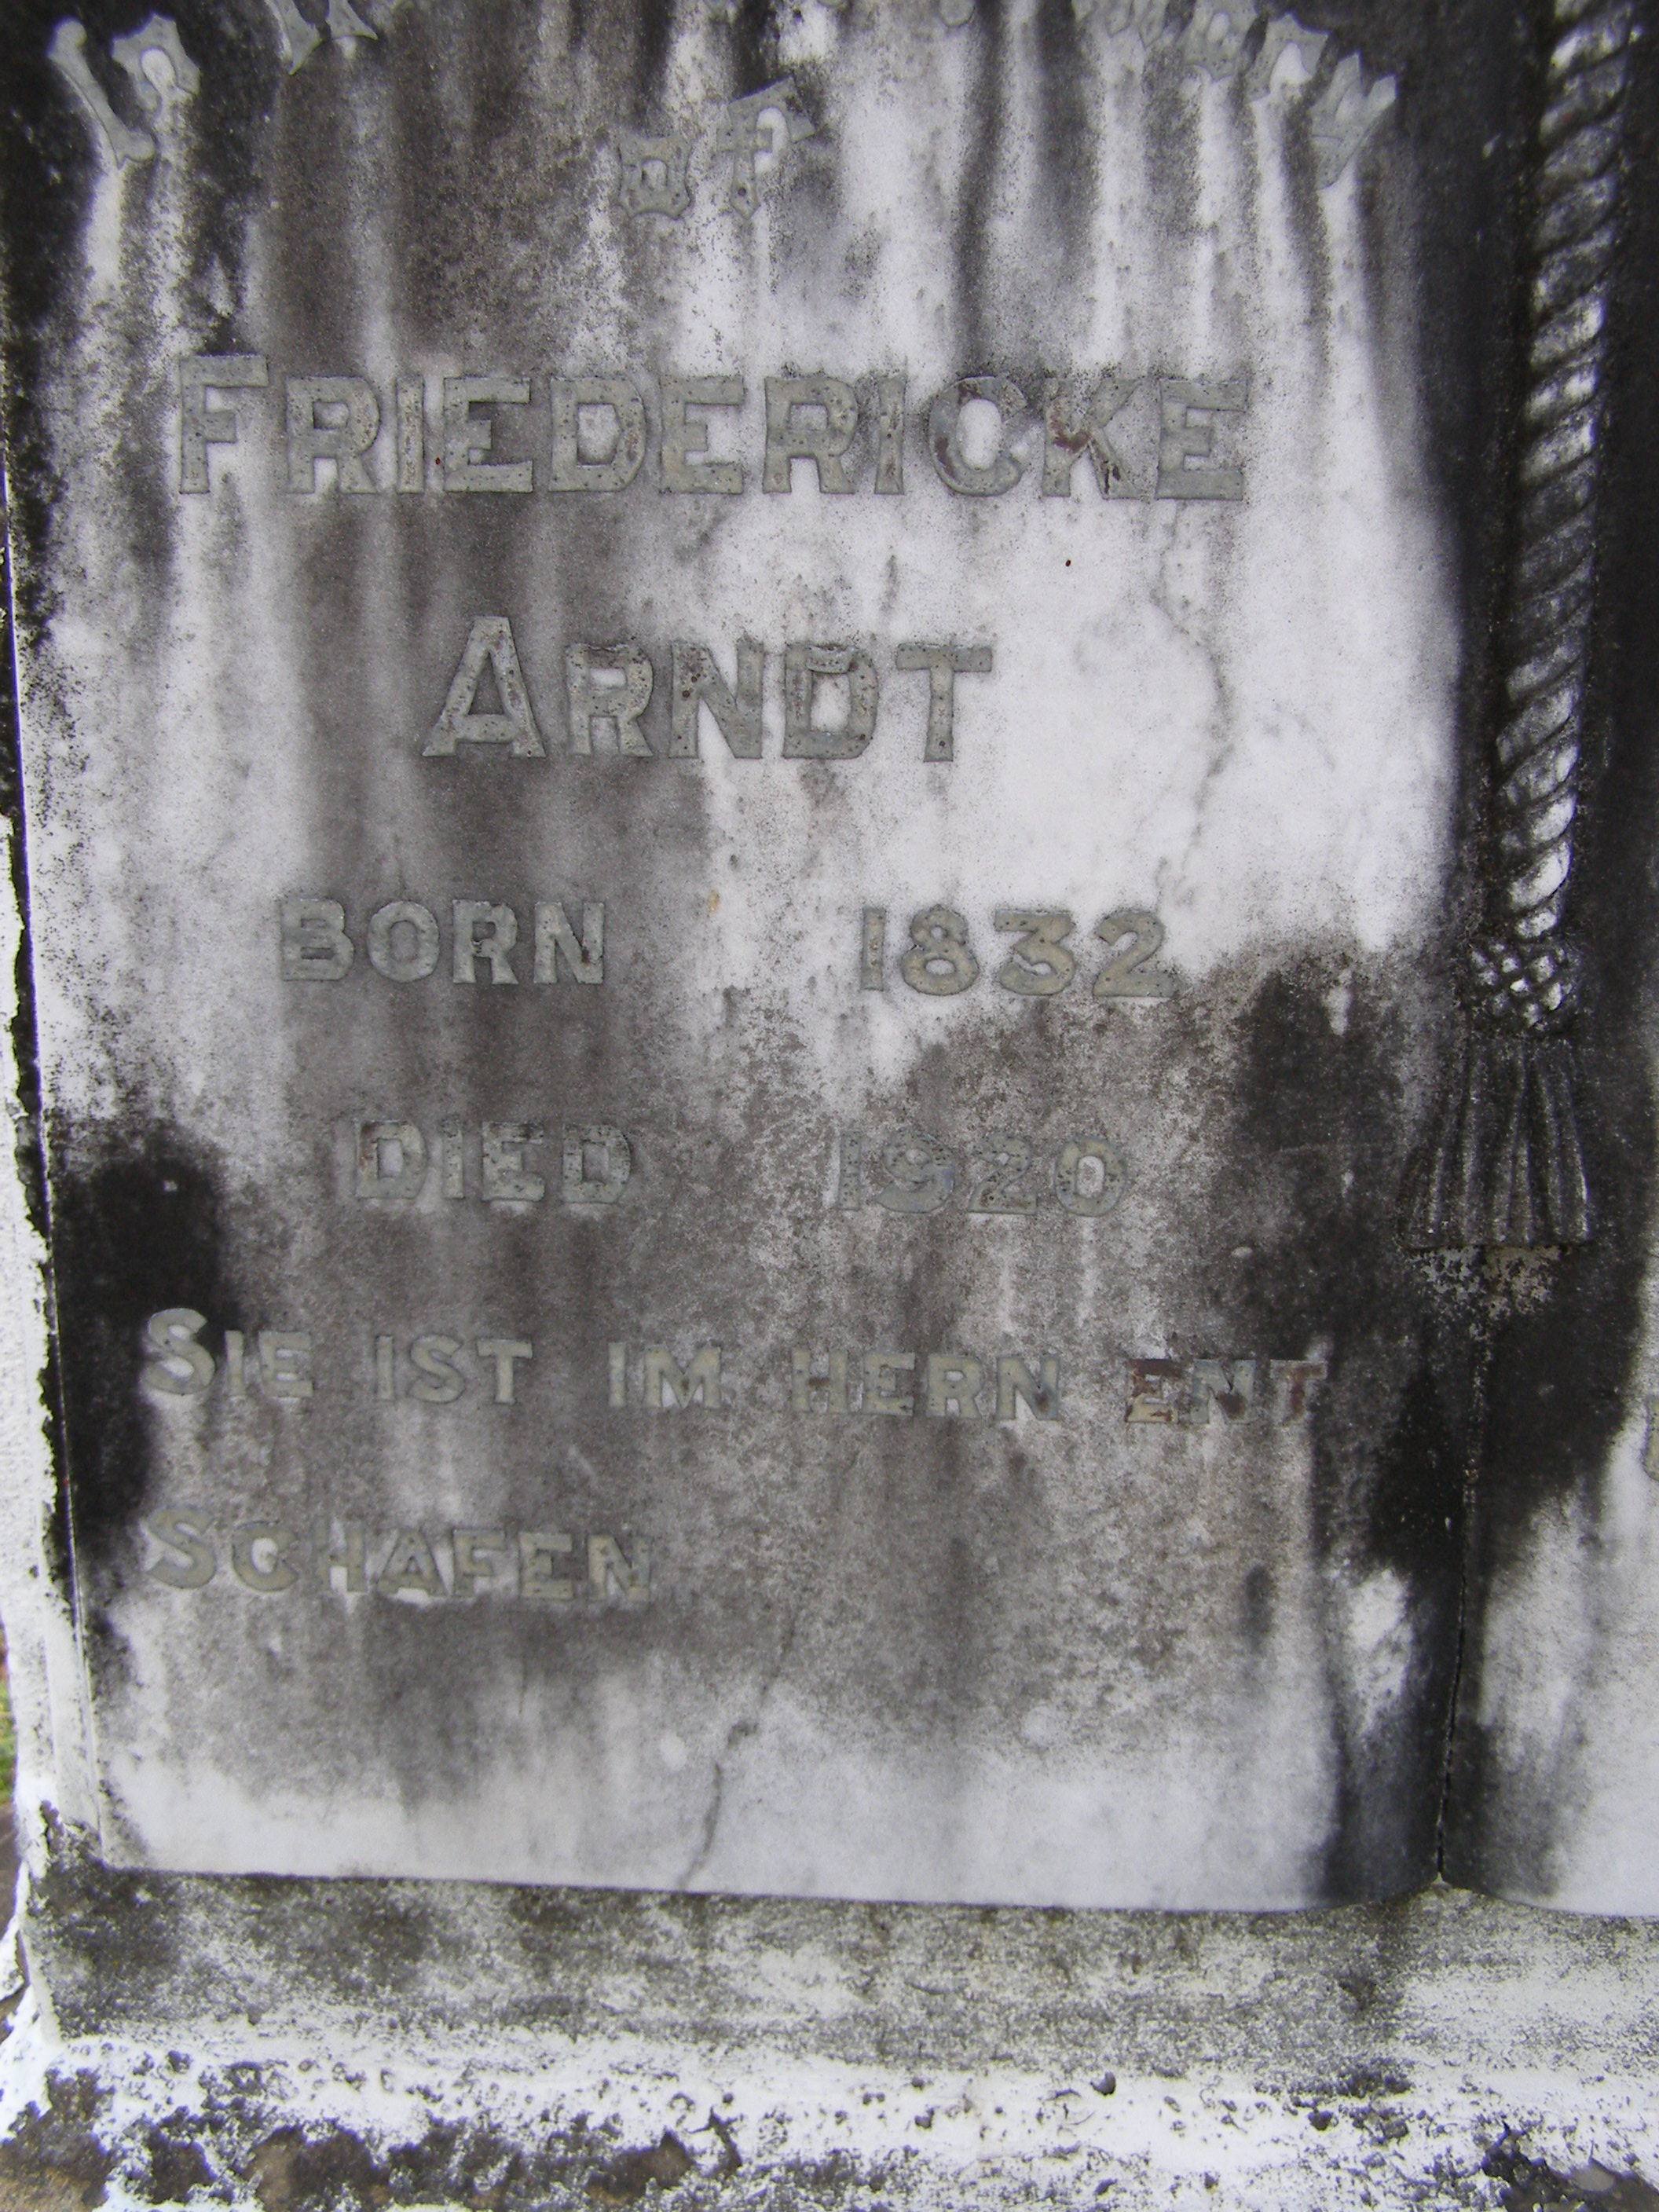 of
FRIEDERICKE
ARNDT
BORN 1832
DIED 1920
SIE IST IM HERN ENT
SCHAFEN